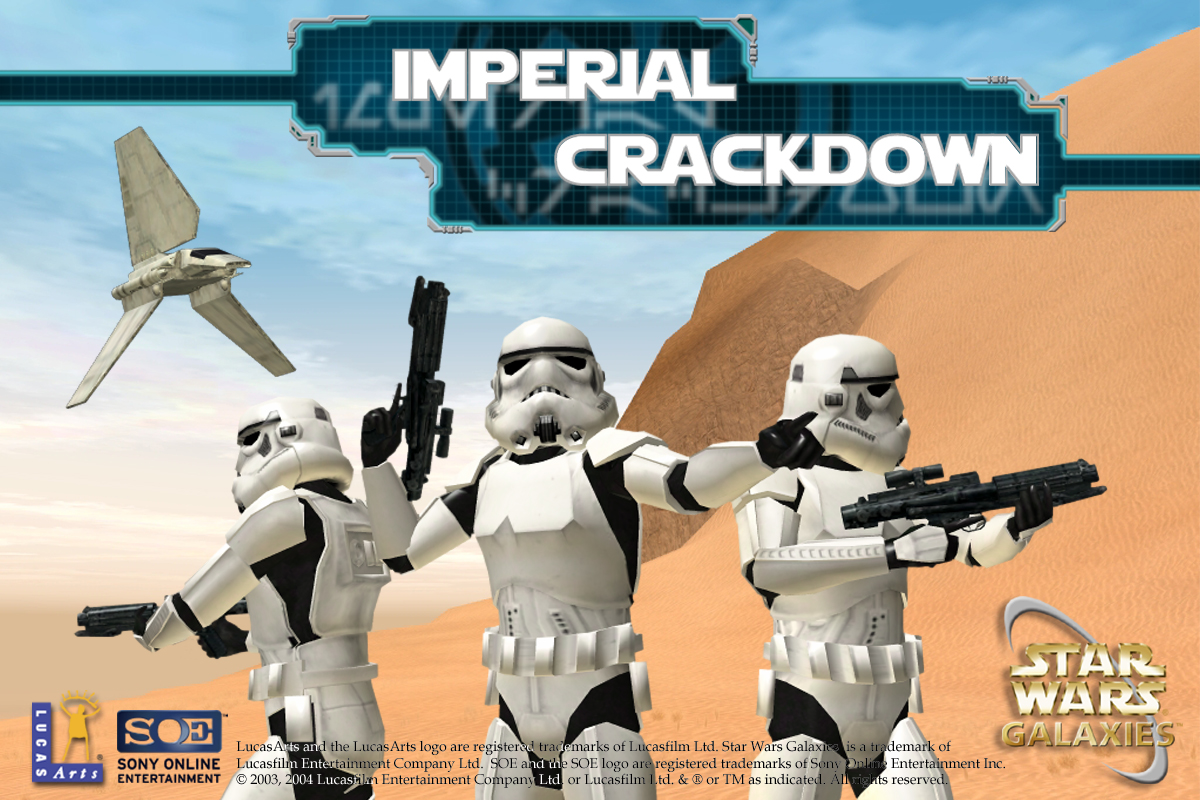 IMPERIAL
CRACKDOWN
STAR
WARS
GALAXIES
LUCAS
Arts
SOE™
SONY ONLINE
ENTERTAINMENT
LucasArts and the LucasArts logo are registered trademarks of Lucasfilm Ltd. Star Wars Galaxies is a trademark of
Lucasfilm Entertainment Company Ltd. SOE and the SOE logo are registered trademarks of Sony Online Entertainment Inc.
© 2003, 2004 Lucasfilm Entertainment Company Ltd. or Lucasfilm Ltd. & ® or TM as indicated. All rights reserved.